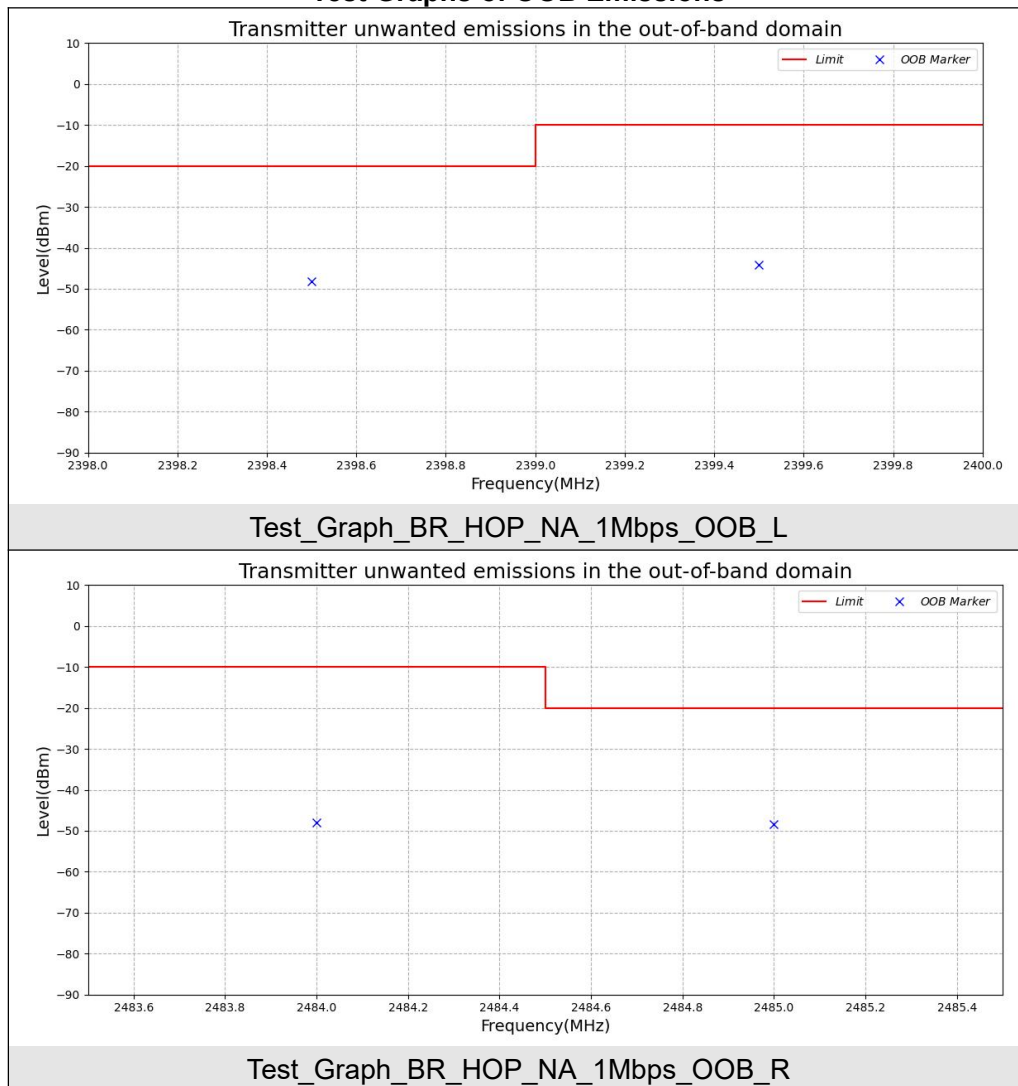 Test Graphs of OOB Emissions
Transmitter unwanted emissions in the out-of-band domain
Limit OOB Marker
10
0
−10
−20
−30
−40
−50
−60
−70
−80
−90
Level(dBm)
2398.0 2398.2 2398.4 2398.6 2398.8 2399.0 2399.2 2399.4 2399.6 2399.8 2400.0
Frequency(MHz)
Test_Graph_BR_HOP_NA_1Mbps_OOB_L
Transmitter unwanted emissions in the out-of-band domain
Limit OOB Marker
10
0
−10
−20
−30
−40
−50
−60
−70
−80
−90
Level(dBm)
2483.6 2483.8 2484.0 2484.2 2484.4 2484.6 2484.8 2485.0 2485.2 2485.4
Frequency(MHz)
Test_Graph_BR_HOP_NA_1Mbps_OOB_R